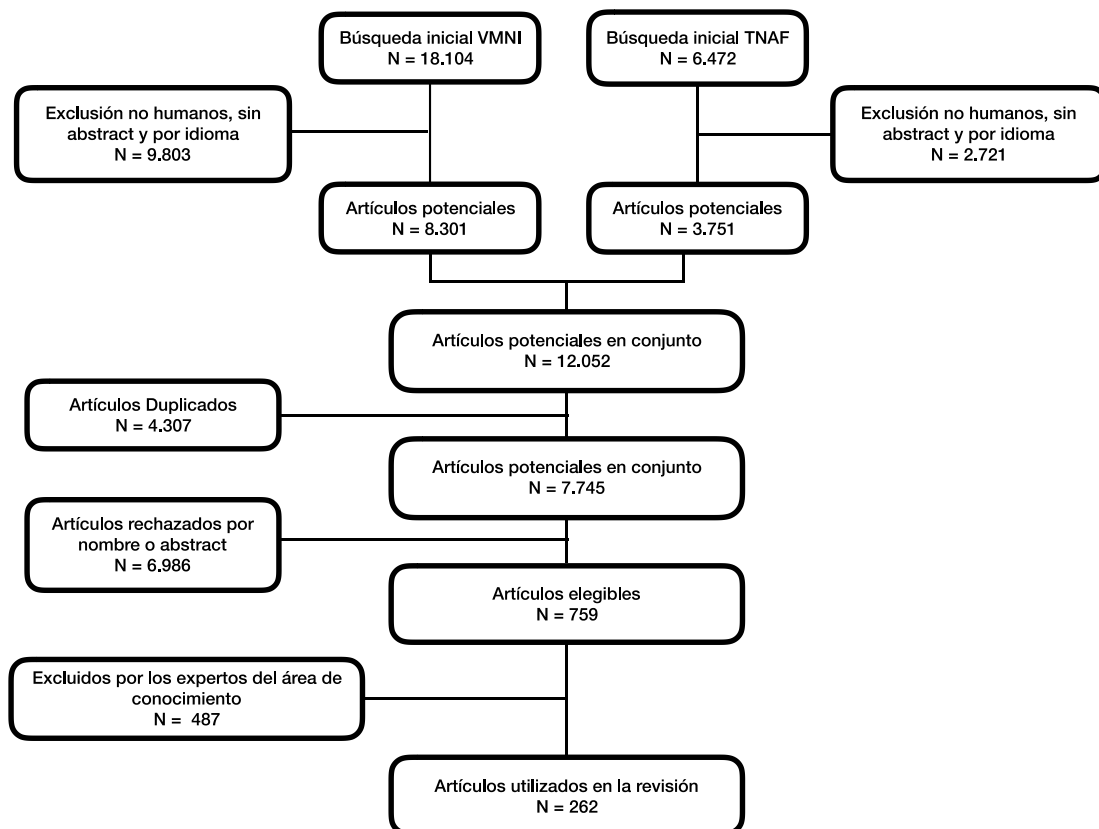 Búsqueda inicial VMNI
N = 18.104
Búsqueda inicial TNAF
N = 6.472
Exclusión no humanos, sin
abstract y por idioma
N = 9.803
Exclusión no humanos, sin
abstract y por idioma
N = 2.721
Artículos potenciales
N = 8.301
Artículos potenciales
N = 3.751
Artículos potenciales en conjunto
N = 12.052
Artículos Duplicados
N = 4.307
Artículos potenciales en conjunto
N = 7.745
Artículos rechazados por
nombre o abstract
N = 6.986
Artículos elegibles
N = 759
Excluidos por los expertos del área de
conocimiento
N = 487
Artículos utilizados en la revisión
N = 262